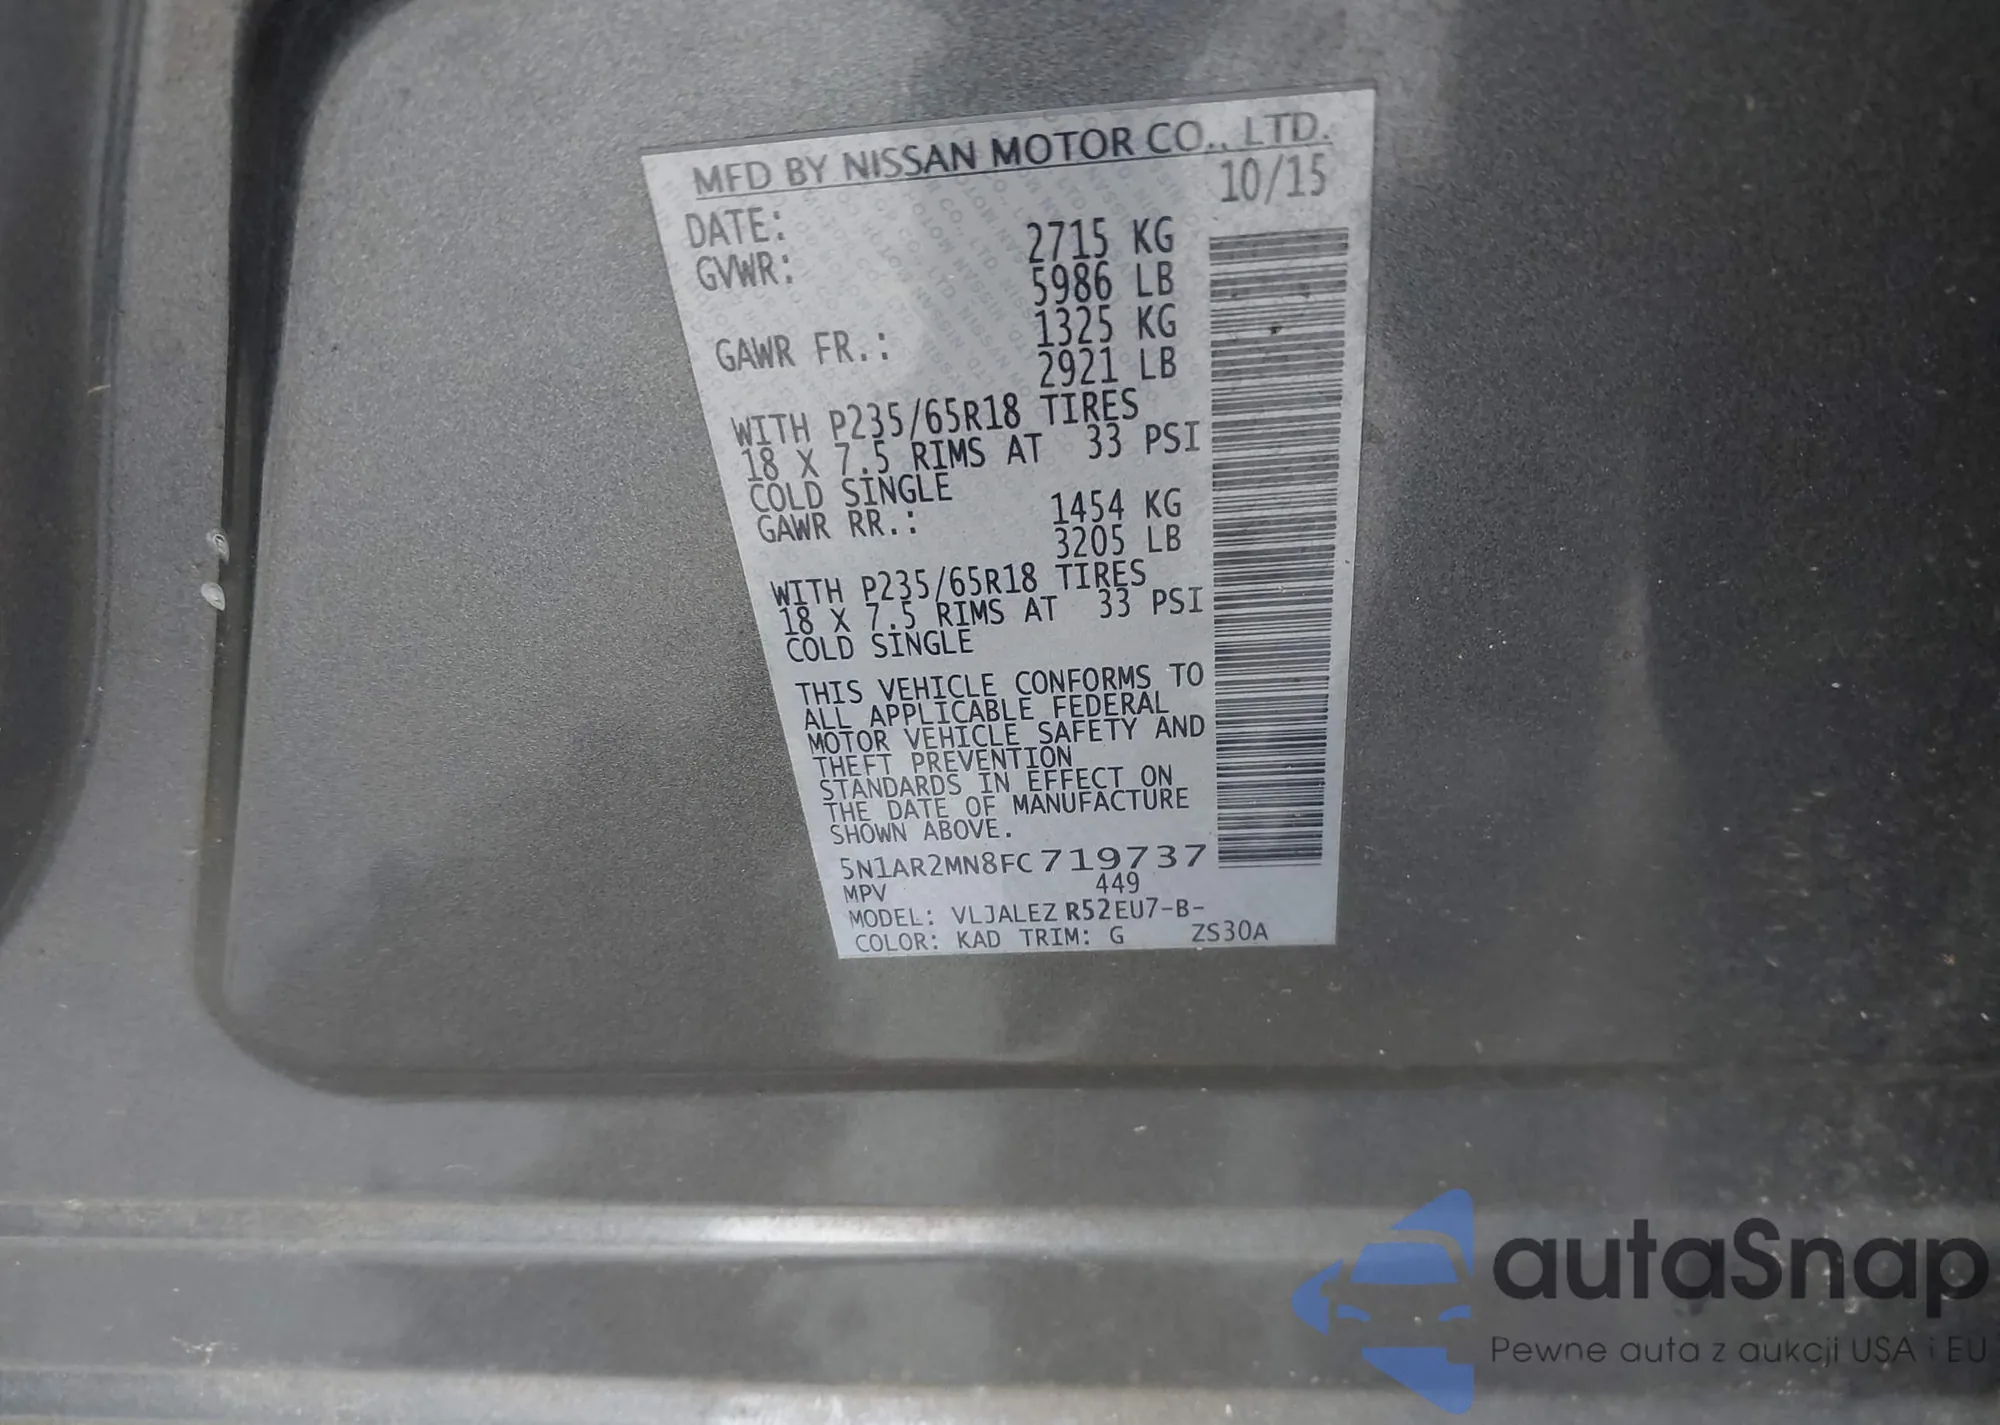 MFD BY NISSAN MOTOR CO., LTD.
DATE: 10/15
GVWR: 2715 KG
5986 LB
GAWR FR.: 1325 KG
2921 LB
WITH P235/65R18 TIRES
18 X 7.5 RIMS AT 33 PSI
COLD SINGLE
GAWR RR.: 1454 KG
3205 LB
WITH P235/65R18 TIRES
18 X 7.5 RIMS AT 33 PSI
COLD SINGLE
THIS VEHICLE CONFORMS TO
ALL APPLICABLE FEDERAL
MOTOR VEHICLE SAFETY AND
THEFT PREVENTION
STANDARDS IN EFFECT ON
THE DATE OF MANUFACTURE
SHOWN ABOVE.
5N1AR2MN8FC719737
MPV 449
MODEL: VLJALEZ R52EU7-B-
COLOR: KAD TRIM: G ZS30A
autaSnap
Pewne auta z aukcji USA i EU